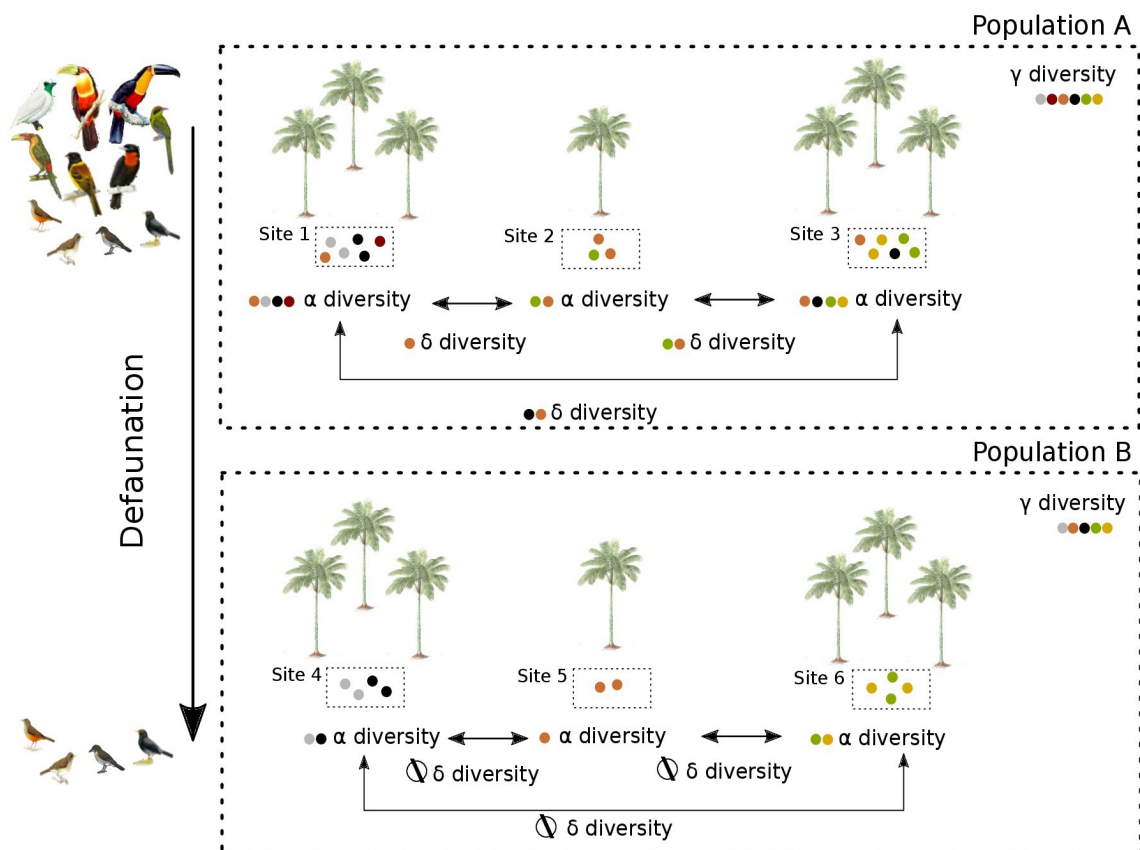 Population A
γ diversity
Site 1
Site 2
Site 3
α diversity
α diversity
α diversity
δ diversity
δ diversity
δ diversity
Defaunation
Population B
γ diversity
Site 4
Site 5
Site 6
α diversity
α diversity
α diversity
∅ δ diversity
∅ δ diversity
∅ δ diversity